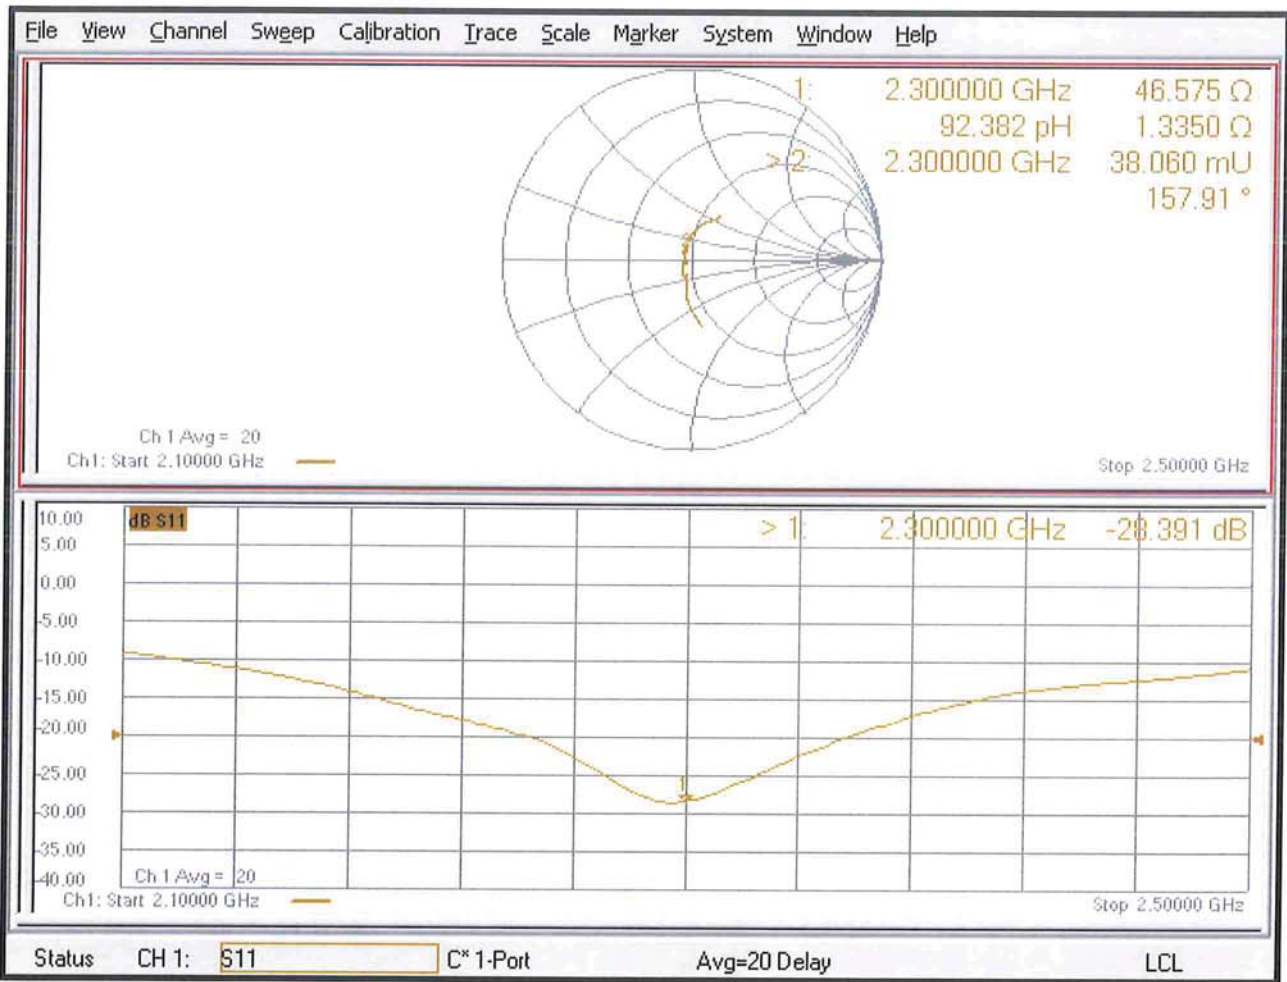 File View Channel Sweep Calibration Trace Scale Marker System Window Help
1: 2.300000 GHz 46.575 Ω
92.382 pH 1.3350 Ω
> 2: 2.300000 GHz 38.060 mU
157.91 °
Ch 1 Avg = 20
Ch1: Start 2.10000 GHz
Stop 2.50000 GHz
10.00
dB S11
> 1: 2.300000 GHz -28.391 dB
5.00
0.00
-5.00
-10.00
-15.00
-20.00
-25.00
1
-30.00
-35.00
-40.00
Ch 1 Avg = 20
Ch1: Start 2.10000 GHz
Stop 2.50000 GHz
Status CH 1: S11 C* 1-Port Avg=20 Delay LCL